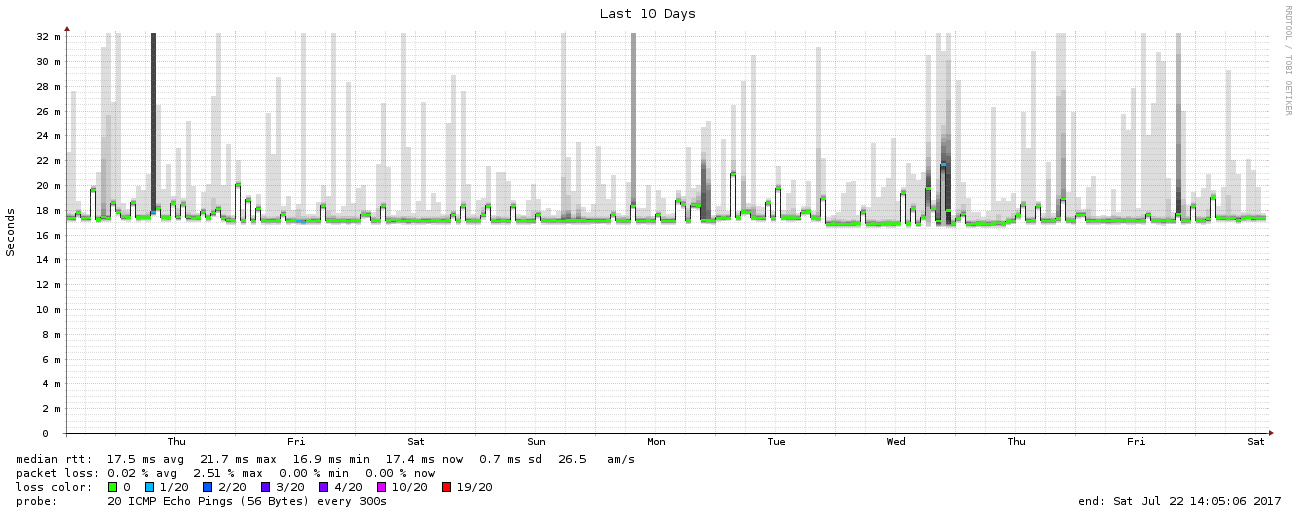 Last 10 Days
RRDTOOL / TOBI OETIKER
Seconds
32 m
30 m
28 m
26 m
24 m
22 m
20 m
18 m
16 m
14 m
12 m
10 m
8 m
6 m
4 m
2 m
0
Thu Fri Sat Sun Mon Tue Wed Thu Fri Sat
median rtt: 17.5 ms avg 21.7 ms max 16.9 ms min 17.4 ms now 0.7 ms sd 26.5 am/s
packet loss: 0.02 % avg 2.51 % max 0.00 % min 0.00 % now
loss color: 0 1/20 2/20 3/20 4/20 10/20 19/20
probe: 20 ICMP Echo Pings (56 Bytes) every 300s end: Sat Jul 22 14:05:06 2017